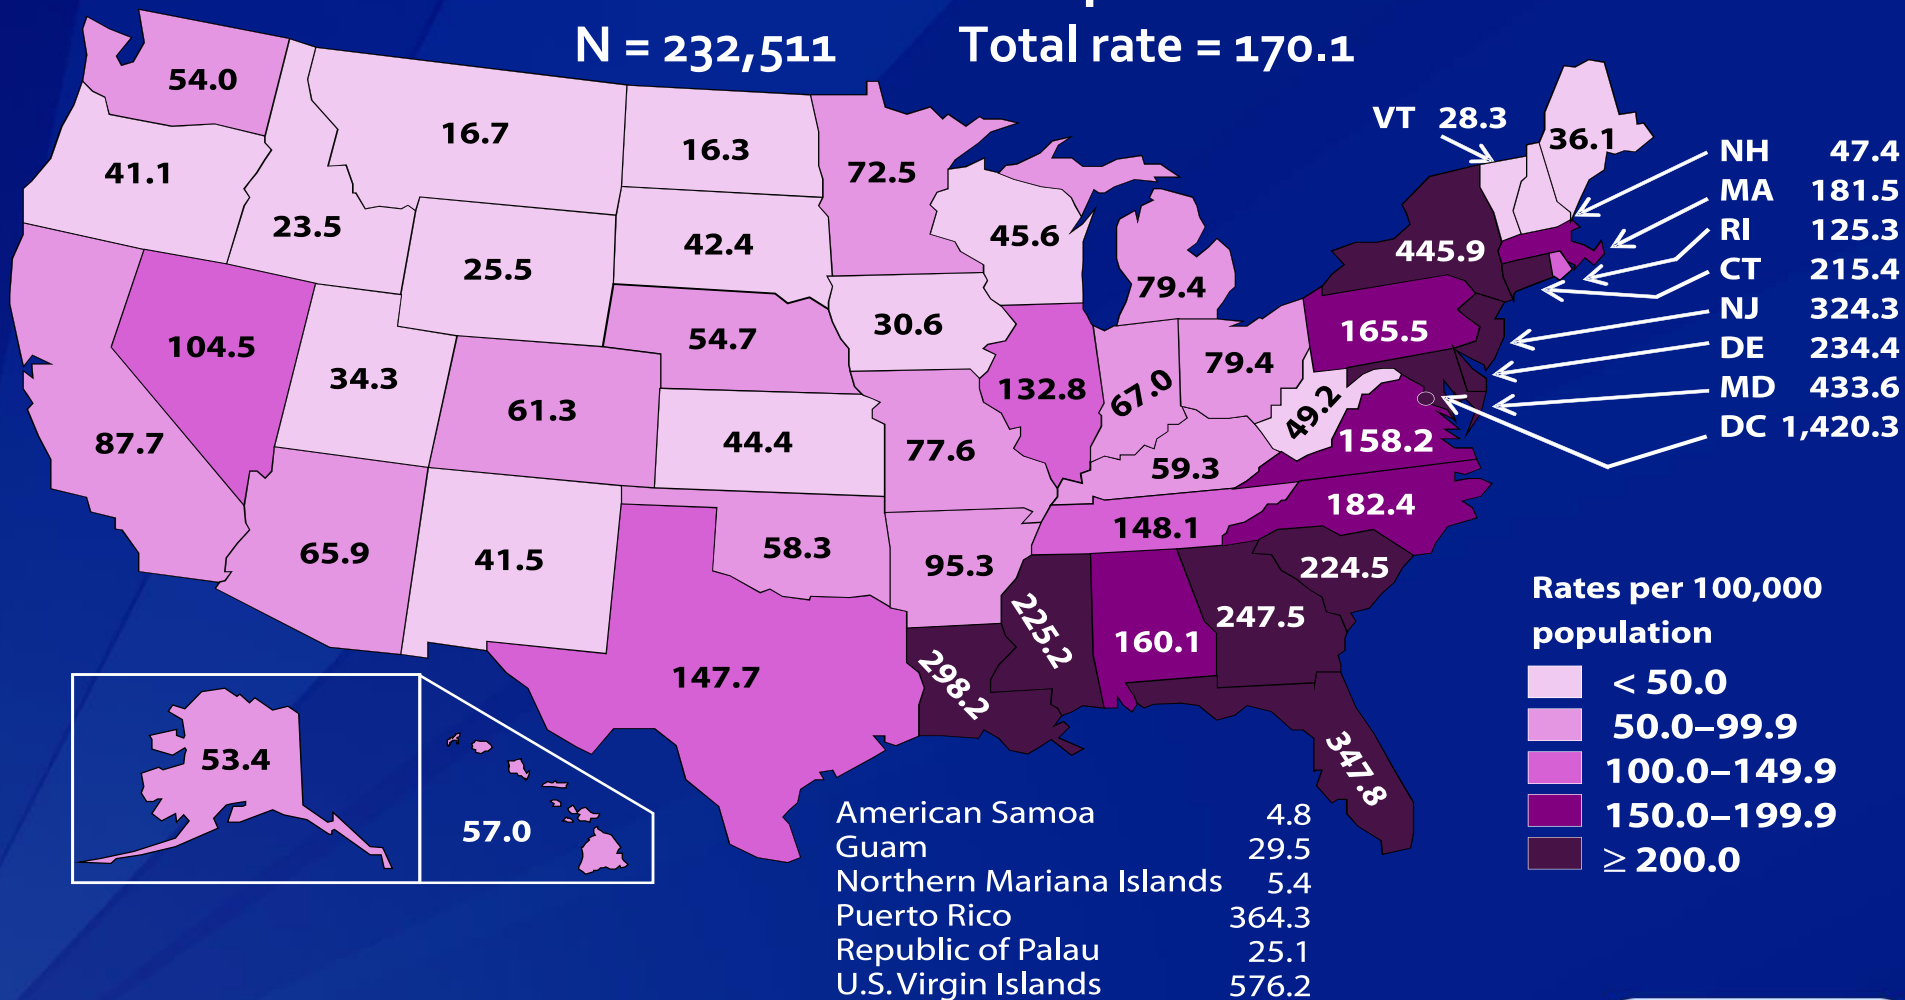 N = 232,511 Total rate = 170.1
54.0
16.7
16.3
72.5
VT 28.3
36.1
41.1
23.5
25.5
42.4
45.6
79.4
445.9
NH 47.4
MA 181.5
RI 125.3
CT 215.4
NJ 324.3
DE 234.4
MD 433.6
DC 1,420.3
104.5
34.3
61.3
54.7
30.6
132.8
67.0
79.4
165.5
49.2
158.2
87.7
44.4
77.6
59.3
182.4
148.1
65.9
41.5
58.3
95.3
224.5
225.2
160.1
247.5
147.7
298.2
347.8
53.4
57.0
Rates per 100,000
population
< 50.0
50.0–99.9
100.0–149.9
150.0–199.9
≥ 200.0
American Samoa 4.8
Guam 29.5
Northern Mariana Islands 5.4
Puerto Rico 364.3
Republic of Palau 25.1
U.S. Virgin Islands 576.2